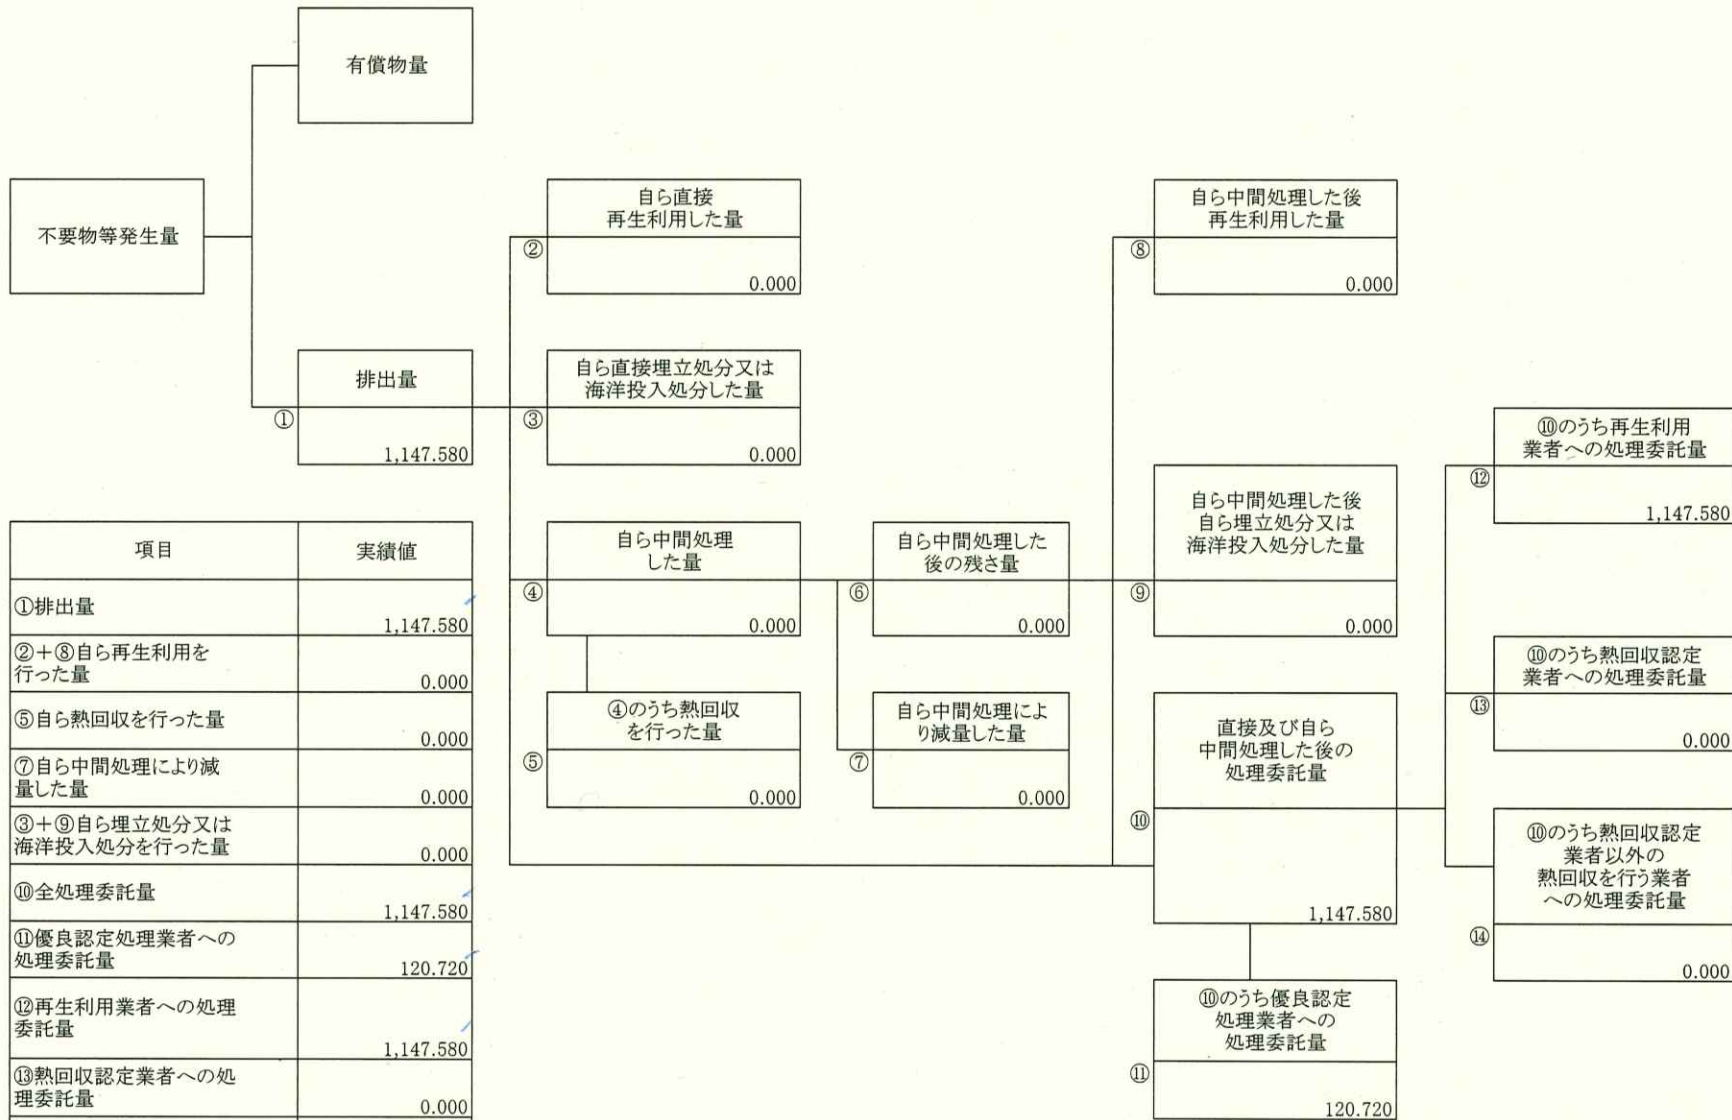 有償物量
不要物等発生量
自ら直接
再生利用した量
②
0.000
自ら中間処理した後
再生利用した量
⑧
0.000
排出量
①
1,147.580
自ら直接埋立処分又は
海洋投入処分した量
③
0.000
自ら中間処理
した量
④
0.000
自ら中間処理した
後の残さ量
⑥
0.000
自ら中間処理した後
自ら埋立処分又は
海洋投入処分した量
⑨
0.000
⑩のうち再生利用
業者への処理委託量
⑫
1,147.580
④のうち熱回収
を行った量
⑤
0.000
自ら中間処理によ
り減量した量
⑦
0.000
直接及び自ら
中間処理した後の
処理委託量
⑩
1,147.580
⑩のうち熱回収認定
業者への処理委託量
⑬
0.000
⑩のうち熱回収認定
業者以外の
熱回収を行う業者
への処理委託量
⑭
0.000
⑩のうち優良認定
処理業者への
処理委託量
⑪
120.720
項目 実績値
①排出量
1,147.580
②＋⑧自ら再生利用を
行った量
0.000
⑤自ら熱回収を行った量
0.000
⑦自ら中間処理により減
量した量
0.000
③＋⑨自ら埋立処分又は
海洋投入処分を行った量
0.000
⑩全処理委託量
1,147.580
⑪優良認定処理業者への
処理委託量
120.720
⑫再生利用業者への処理
委託量
1,147.580
⑬熱回収認定業者への処
理委託量
0.000